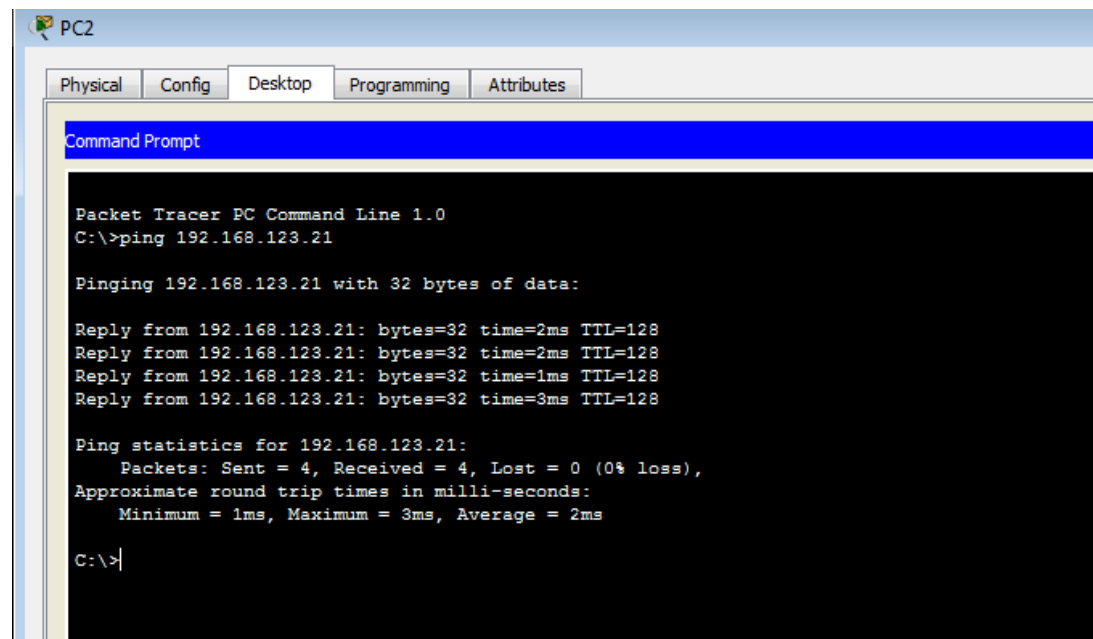 PC2
Physical Config Desktop Programming Attributes
Command Prompt
Packet Tracer PC Command Line 1.0
C:\>ping 192.168.123.21
Pinging 192.168.123.21 with 32 bytes of data:
Reply from 192.168.123.21: bytes=32 time=2ms TTL=128
Reply from 192.168.123.21: bytes=32 time=2ms TTL=128
Reply from 192.168.123.21: bytes=32 time=1ms TTL=128
Reply from 192.168.123.21: bytes=32 time=3ms TTL=128
Ping statistics for 192.168.123.21:
Packets: Sent = 4, Received = 4, Lost = 0 (0% loss),
Approximate round trip times in milli-seconds:
Minimum = 1ms, Maximum = 3ms, Average = 2ms
C:\>